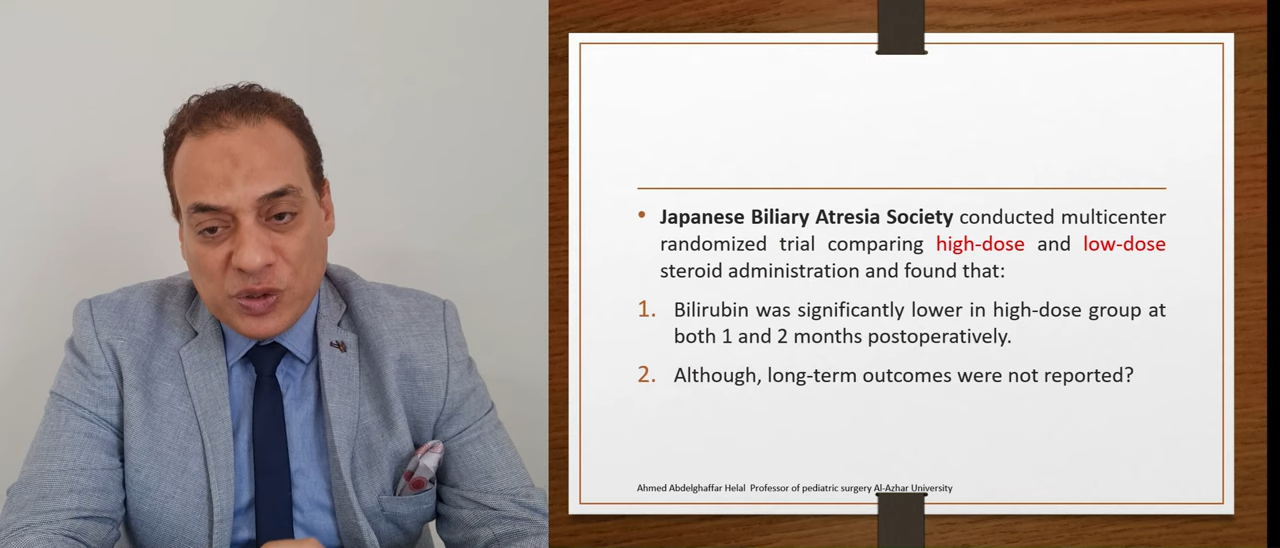 • Japanese Biliary Atresia Society conducted multicenter
randomized trial comparing high-dose and low-dose
steroid administration and found that:
1. Bilirubin was significantly lower in high-dose group at
both 1 and 2 months postoperatively.
2. Although, long-term outcomes were not reported?
Ahmed Abdelghaffar Helal Professor of pediatric surgery Al-Azhar University